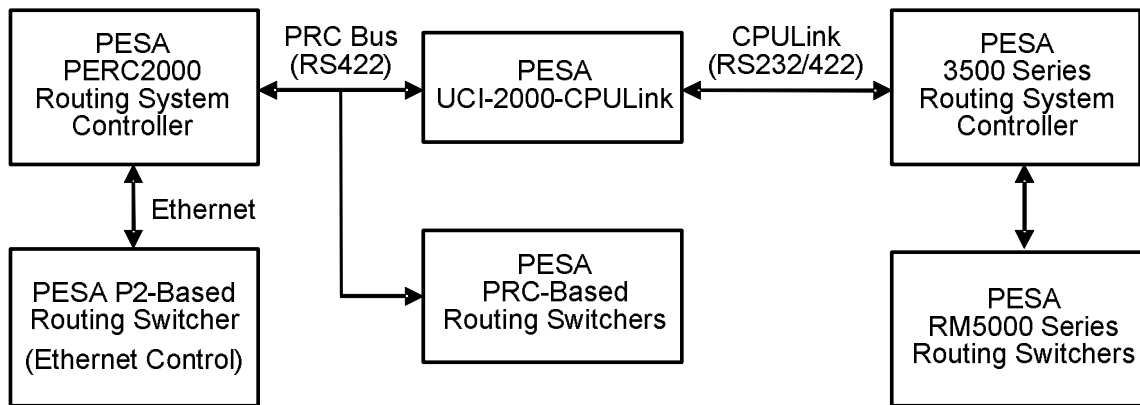 PESA
PERC2000
Routing System
Controller
PRC Bus
(RS422)
PESA
UCI-2000-CPULink
CPULink
(RS232/422)
PESA
3500 Series
Routing System
Controller
Ethernet
PESA P2-Based
Routing Switcher
(Ethernet Control)
PESA
PRC-Based
Routing Switchers
PESA
RM5000 Series
Routing Switchers